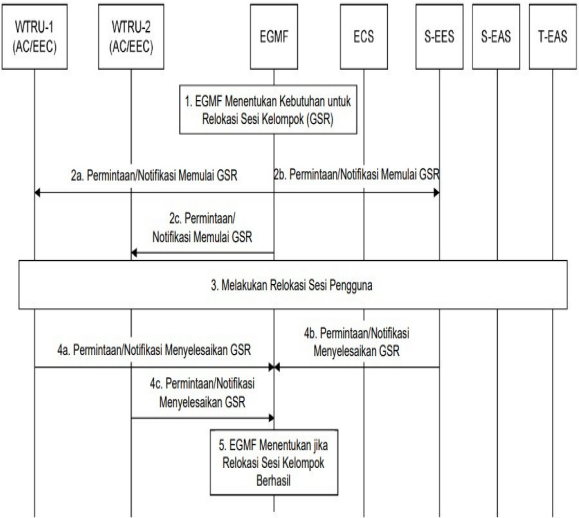 WTRU-1
(AC/EEC)
WTRU-2
(AC/EEC)
EGMF
ECS
S-EES
S-EAS
T-EAS
1. EGMF Menentukan Kebutuhan untuk
Relokasi Sesi Kelompok (GSR)
2a. Permintaan/Notifikasi Memulai GSR
2b. Permintaan/Notifikasi Memulai GSR
2c. Permintaan/
Notifikasi Memulai GSR
3. Melakukan Relokasi Sesi Pengguna
4a. Permintaan/Notifikasi Menyelesaikan GSR
4b. Permintaan/Notifikasi
Menyelesaikan GSR
4c. Permintaan/Notifikasi
Menyelesaikan GSR
5. EGMF Menentukan jika
Relokasi Sesi Kelompok
Berhasil